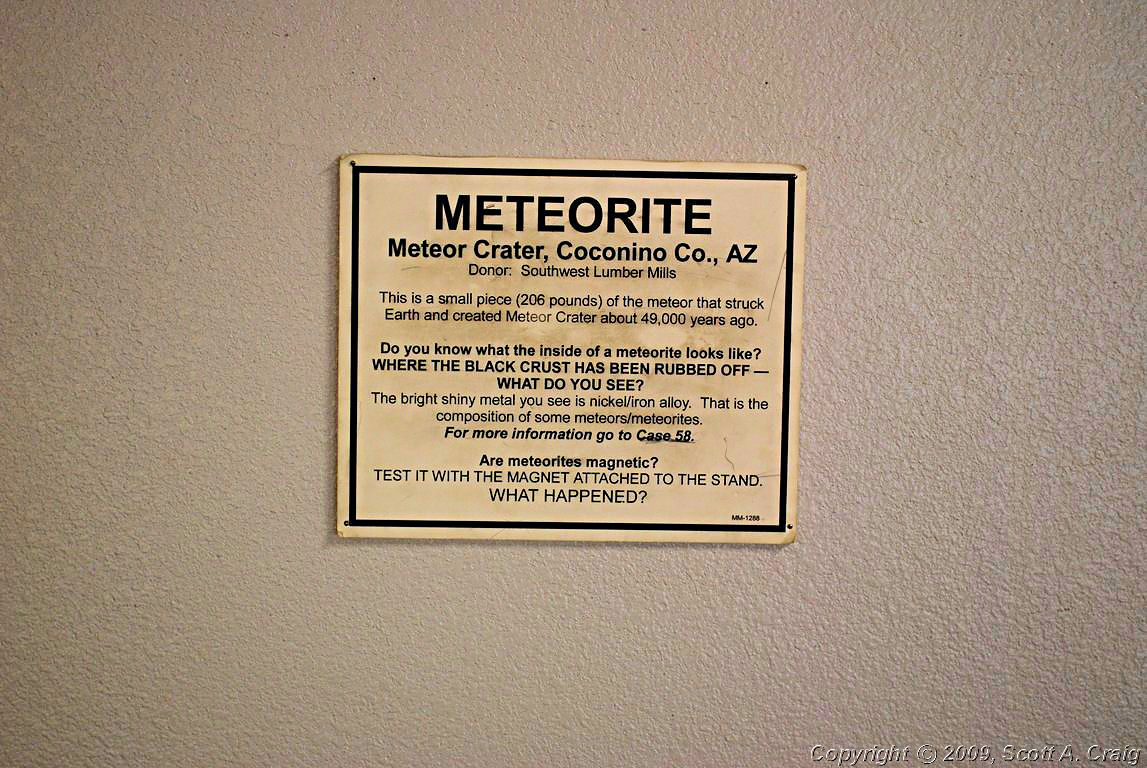 METEORITE
Meteor Crater, Coconino Co., AZ
Donor: Southwest Lumber Mills
This is a small piece (206 pounds) of the meteor that struck
Earth and created Meteor Crater about 49,000 years ago.
Do you know what the inside of a meteorite looks like?
WHERE THE BLACK CRUST HAS BEEN RUBBED OFF —
WHAT DO YOU SEE?
The bright shiny metal you see is nickel/iron alloy. That is the
composition of some meteors/meteorites.
For more information go to Case 58.
Are meteorites magnetic?
TEST IT WITH THE MAGNET ATTACHED TO THE STAND.
WHAT HAPPENED?
MM-1288
Copyright © 2009, Scott A. Craig